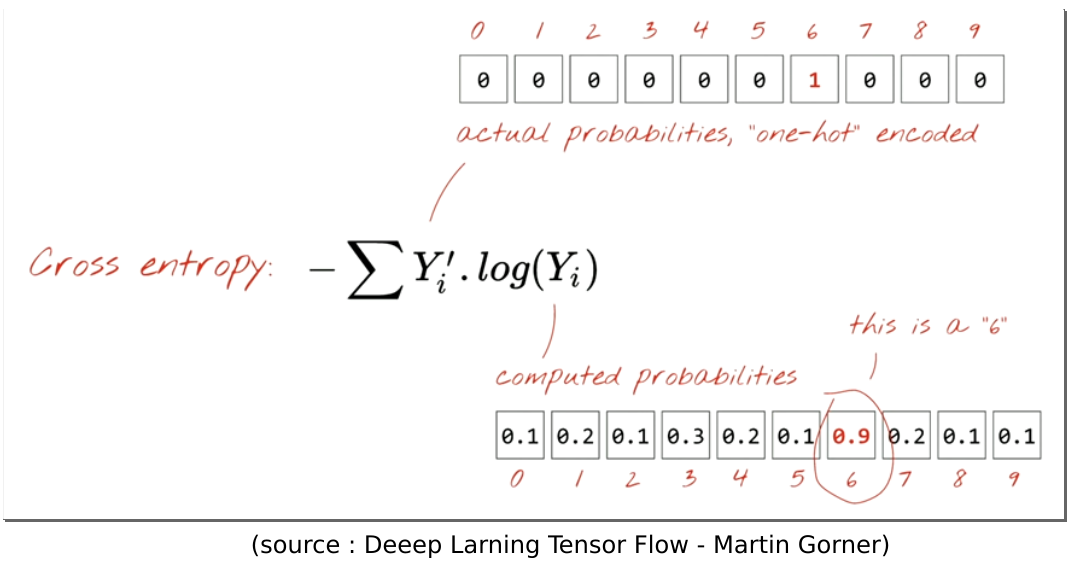 0 1 2 3 4 5 6 7 8 9
0 0 0 0 0 0 1 0 0 0
actual probabilities, "one-hot" encoded
Cross entropy: − ∑ Y′i . log(Yi)
this is a "6"
computed probabilities
0.1 0.2 0.1 0.3 0.2 0.1 0.9 0.2 0.1 0.1
0 1 2 3 4 5 6 7 8 9
(source : Deeep Larning Tensor Flow - Martin Gorner)